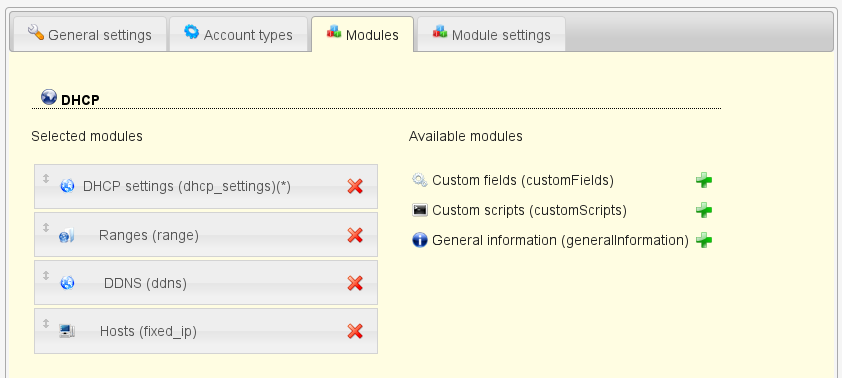 General settings
Account types
Modules
Module settings
DHCP
Selected modules
Available modules
DHCP settings (dhcp_settings)(*)
Ranges (range)
DDNS (ddns)
Hosts (fixed_ip)
Custom fields (customFields)
Custom scripts (customScripts)
General information (generalInformation)